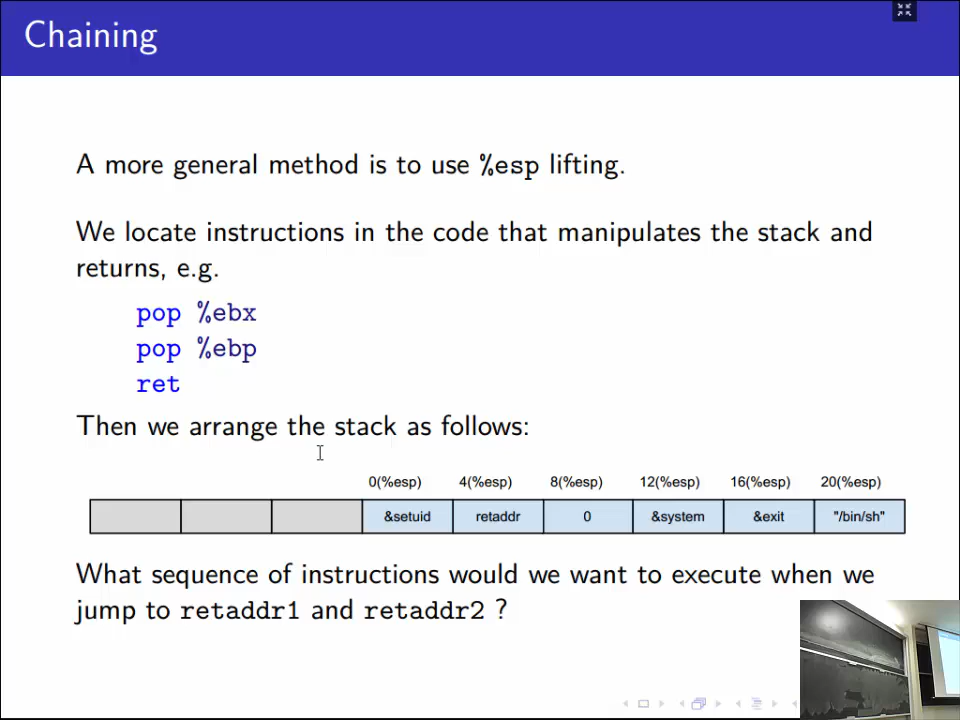 Chaining
A more general method is to use %esp lifting.
We locate instructions in the code that manipulates the stack and
returns, e.g.
pop %ebx
pop %ebp
ret
Then we arrange the stack as follows:
0(%esp) 4(%esp) 8(%esp) 12(%esp) 16(%esp) 20(%esp)
&setuid retaddr 0 &system &exit "/bin/sh"
What sequence of instructions would we want to execute when we
jump to retaddr1 and retaddr2 ?